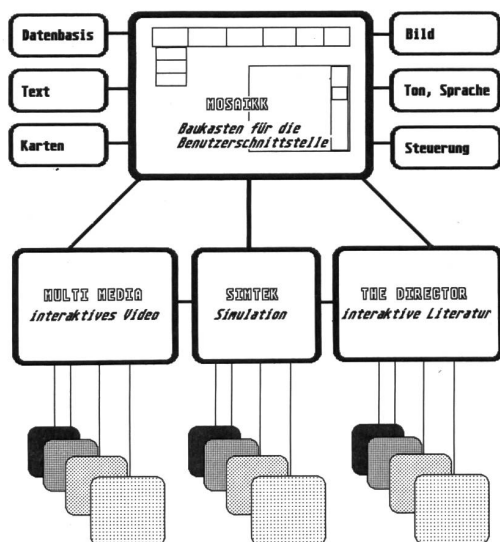 Datenbasis
Text
Karten
MOSAIKK
Baukasten für die
Benutzerschnittstelle
Bild
Ton, Sprache
Steuerung
MULTI MEDIA
interaktives Video
SIMTEK
Simulation
THE DIRECTOR
interaktive Literatur